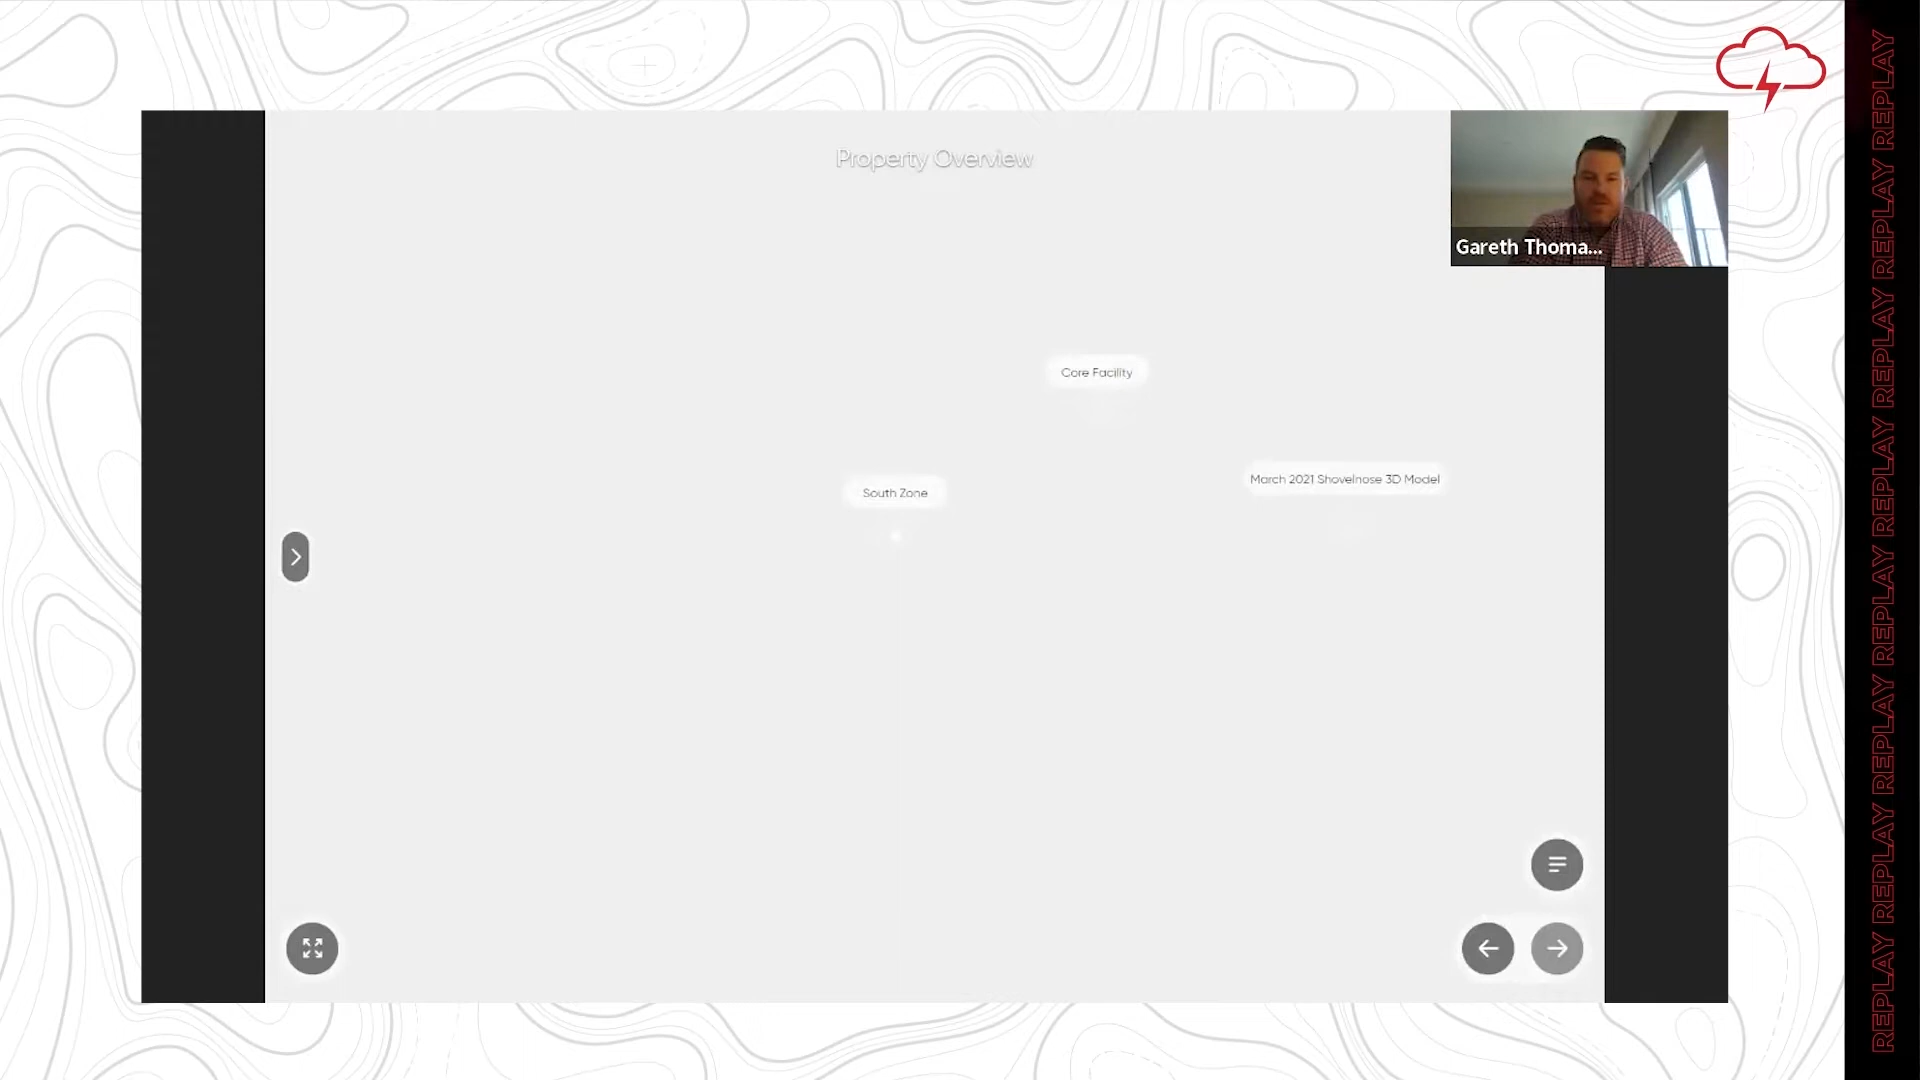 Property Overview
Gareth Thoma...
Core Facility
March 2021 Shovelnose 3D Model
South Zone
REPLAY REPLAY REPLAY REPLAY REPLAY REPLAY REPLAY REPLAY